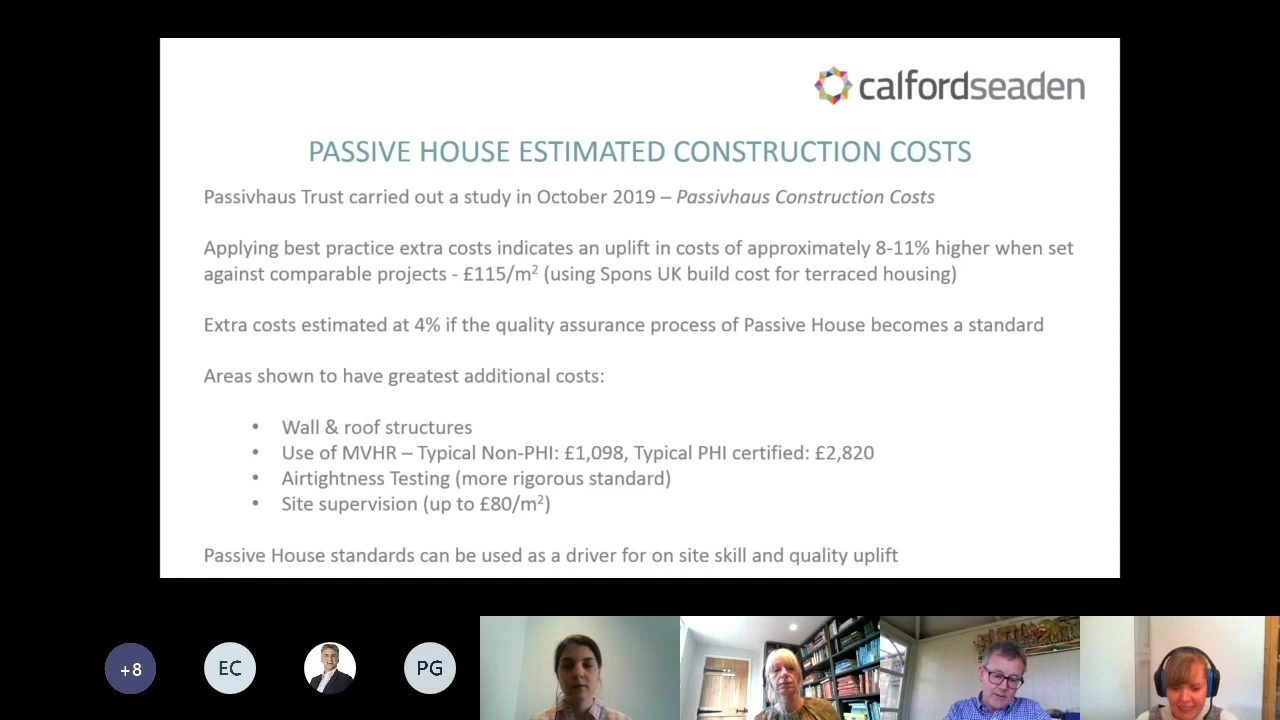 calfordseaden
PASSIVE HOUSE ESTIMATED CONSTRUCTION COSTS
Passivhaus Trust carried out a study in October 2019 – Passivhaus Construction Costs
Applying best practice extra costs indicates an uplift in costs of approximately 8-11% higher when set
against comparable projects - £115/m² (using Spons UK build cost for terraced housing)
Extra costs estimated at 4% if the quality assurance process of Passive House becomes a standard
Areas shown to have greatest additional costs:
• Wall & roof structures
• Use of MVHR – Typical Non-PHI: £1,098, Typical PHI certified: £2,820
• Airtightness Testing (more rigorous standard)
• Site supervision (up to £80/m²)
Passive House standards can be used as a driver for on site skill and quality uplift
+8
EC
PG